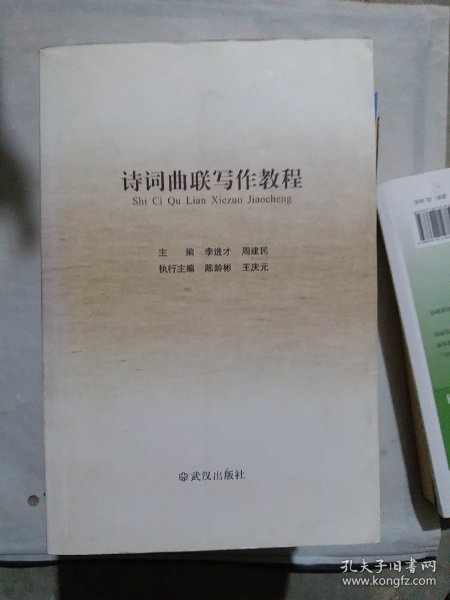 诗词曲联写作教程
Shi Ci Qu Lian Xiezuo Jiaocheng
主 编 李进才 周建民
执行主编 陈龄彬 王庆元
武汉出版社
孔夫子旧书网
www.kongfz.com